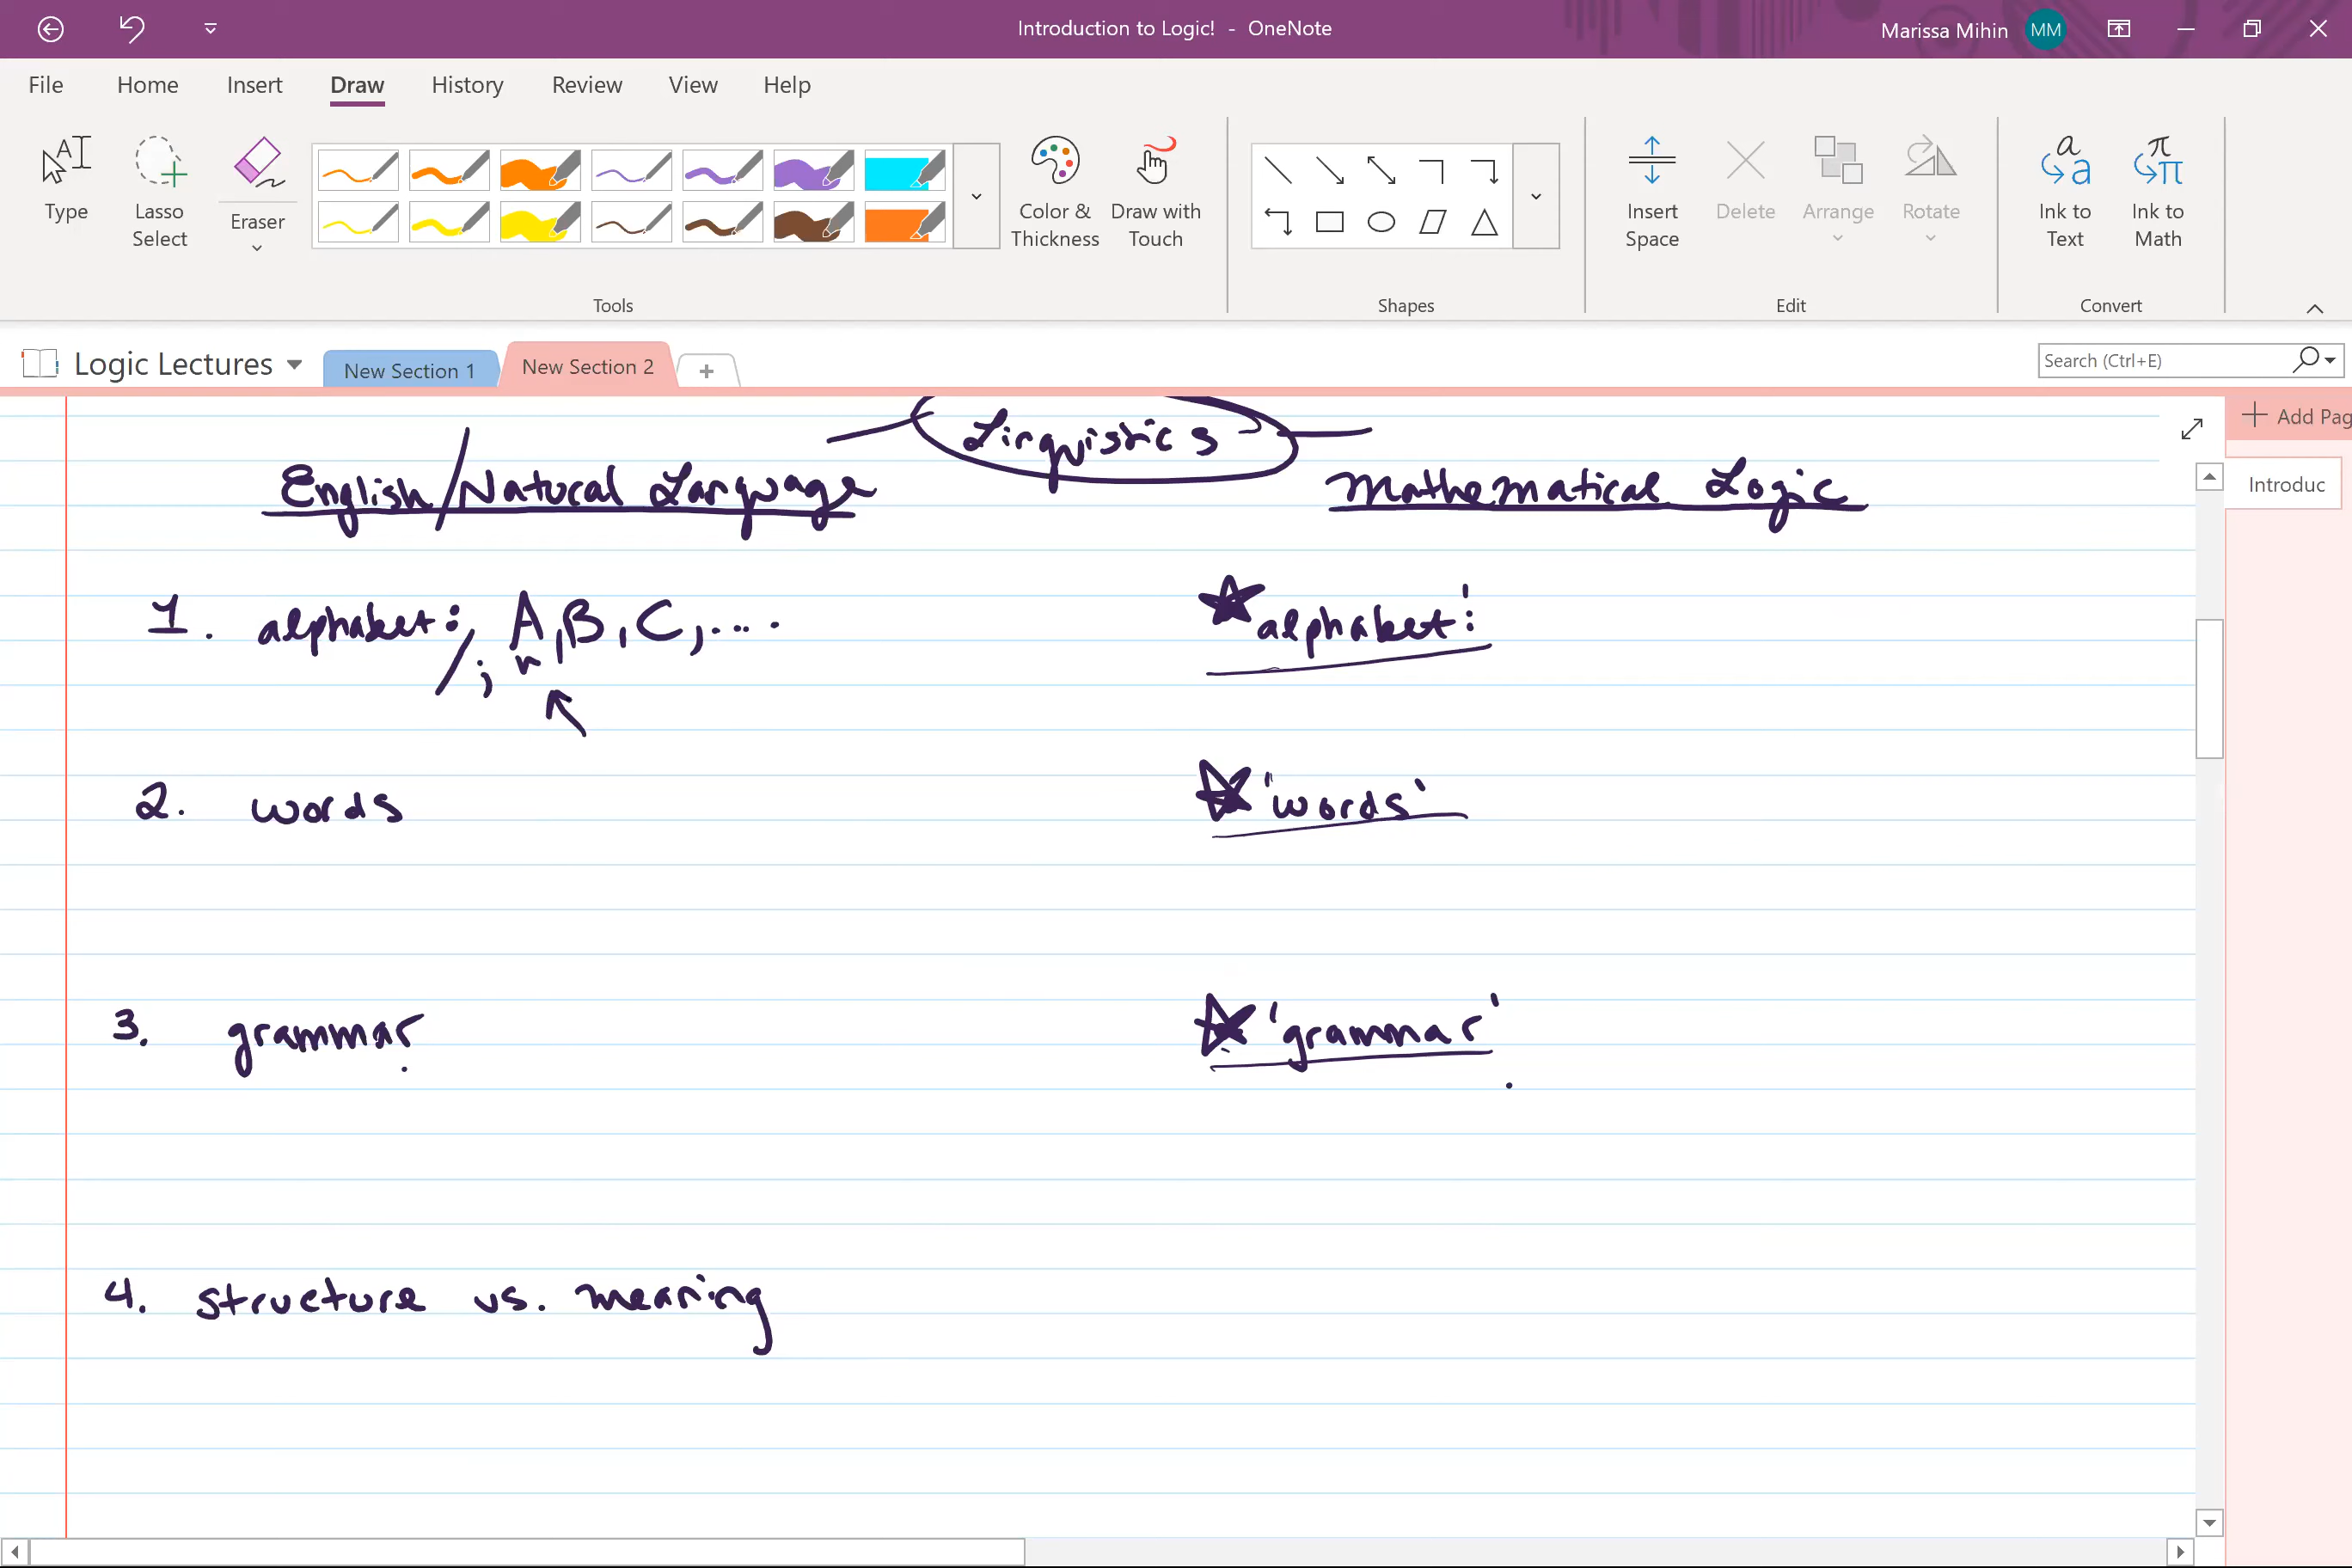 Introduction to Logic! - OneNote
Marissa Mihin MM
File Home Insert Draw History Review View Help
Type
Lasso Select
Eraser
Color & Thickness
Draw with Touch
Insert Space
Delete
Arrange
Rotate
Ink to Text
Ink to Math
Tools Shapes Edit Convert
Logic Lectures New Section 1 New Section 2 +
Search (Ctrl+E)
Add Pag
Introduc
Linguistics
English/Natural Language
Mathematical Logic
1. alphabet: A, B, C, ....
, ; "
★ alphabet':
2. words
★ 'words'
3. grammar
★ 'grammar'
4. structure vs. meaning